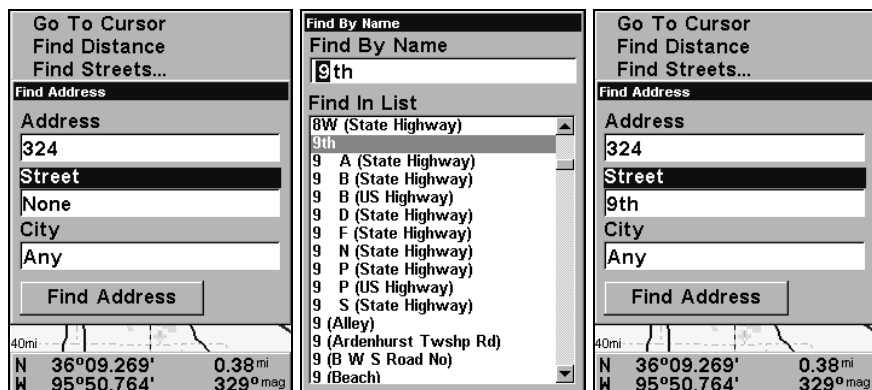 Go To Cursor
Find Distance
Find Streets...
Find Address
Address
324
Street
None
City
Any
Find Address
40mi
N 36°09.269' 0.38 mi
W 95°50.764' 329° mag
Find By Name
Find By Name
9th
Find In List
8W (State Highway)
9th
9 A (State Highway)
9 B (State Highway)
9 B (US Highway)
9 D (State Highway)
9 F (State Highway)
9 N (State Highway)
9 P (State Highway)
9 P (US Highway)
9 S (State Highway)
9 (Alley)
9 (Ardenhurst Twshp Rd)
9 (B W S Road No)
9 (Beach)
Go To Cursor
Find Distance
Find Streets...
Find Address
Address
324
Street
9th
City
Any
Find Address
40mi
N 36°09.269' 0.38 mi
W 95°50.764' 329° mag